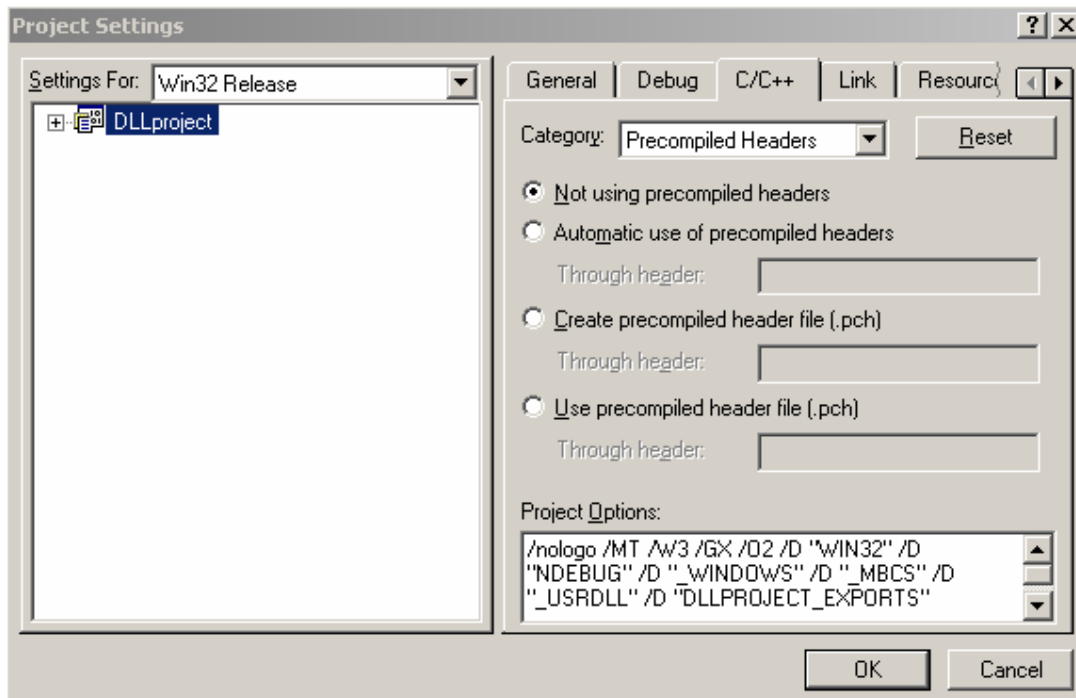 Project Settings
Settings For: Win32 Release
DLLproject
General Debug C/C++ Link
Category: Precompiled Headers Reset
Not using precompiled headers
Automatic use of precompiled headers
Through header:
Create precompiled header file (.pch)
Through header:
Use precompiled header file (.pch)
Through header:
Project Options:
/nologo /MT /W3 /GX /O2 /D "WIN32" /D
"NDEBUG" /D "_WINDOWS" /D "_MBCS" /D
"_USRDLL" /D "DLLPROJECT_EXPORTS"
OK Cancel